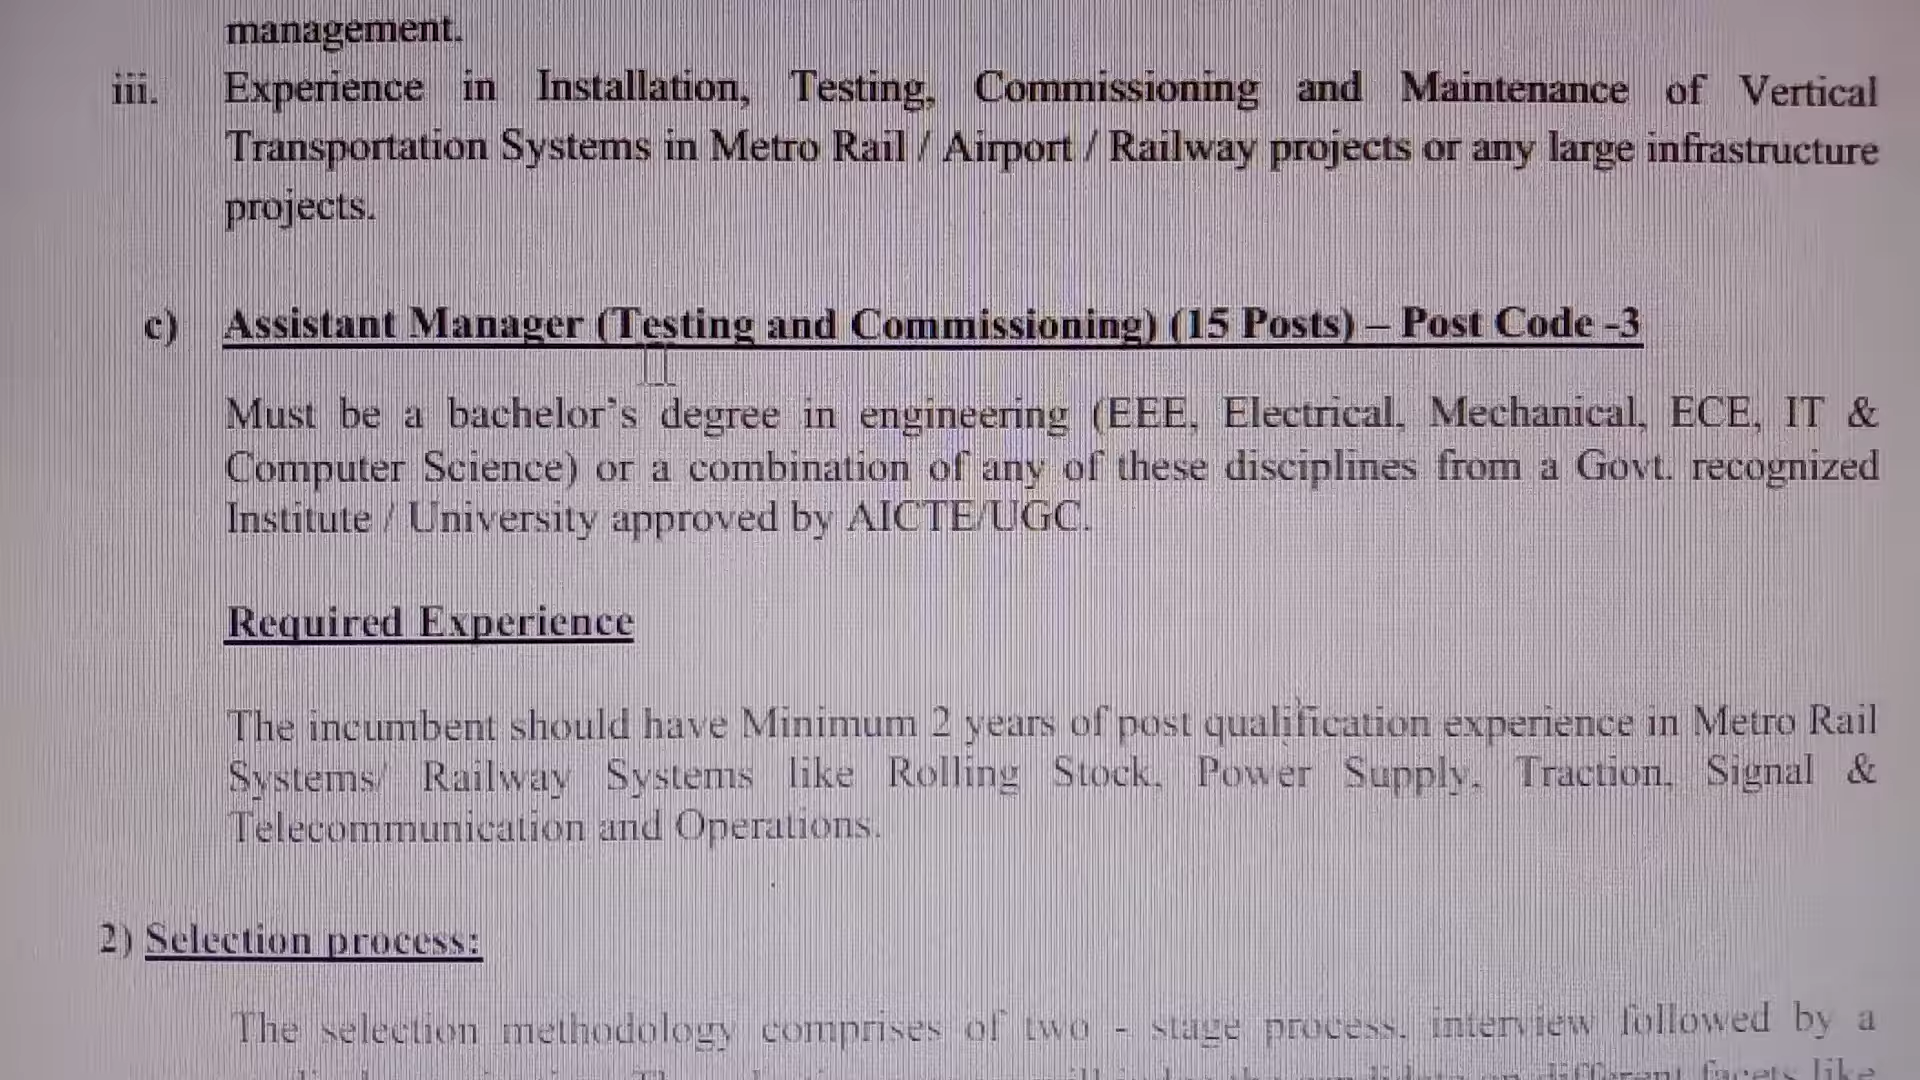 management.
iii. Experience in Installation, Testing, Commissioning and Maintenance of Vertical
Transportation Systems in Metro Rail / Airport / Railway projects or any large infrastructure
projects.
c) Assistant Manager (Testing and Commissioning) (15 Posts) – Post Code -3
Must be a bachelor’s degree in engineering (EEE, Electrical, Mechanical, ECE, IT &
Computer Science) or a combination of any of these disciplines from a Govt. recognized
Institute / University approved by AICTE/UGC.
Required Experience
The incumbent should have Minimum 2 years of post qualification experience in Metro Rail
Systems/ Railway Systems like Rolling Stock, Power Supply, Traction, Signal &
Telecommunication and Operations.
2) Selection process:
The selection methodology comprises of two - stage process, interview followed by a
different facets like